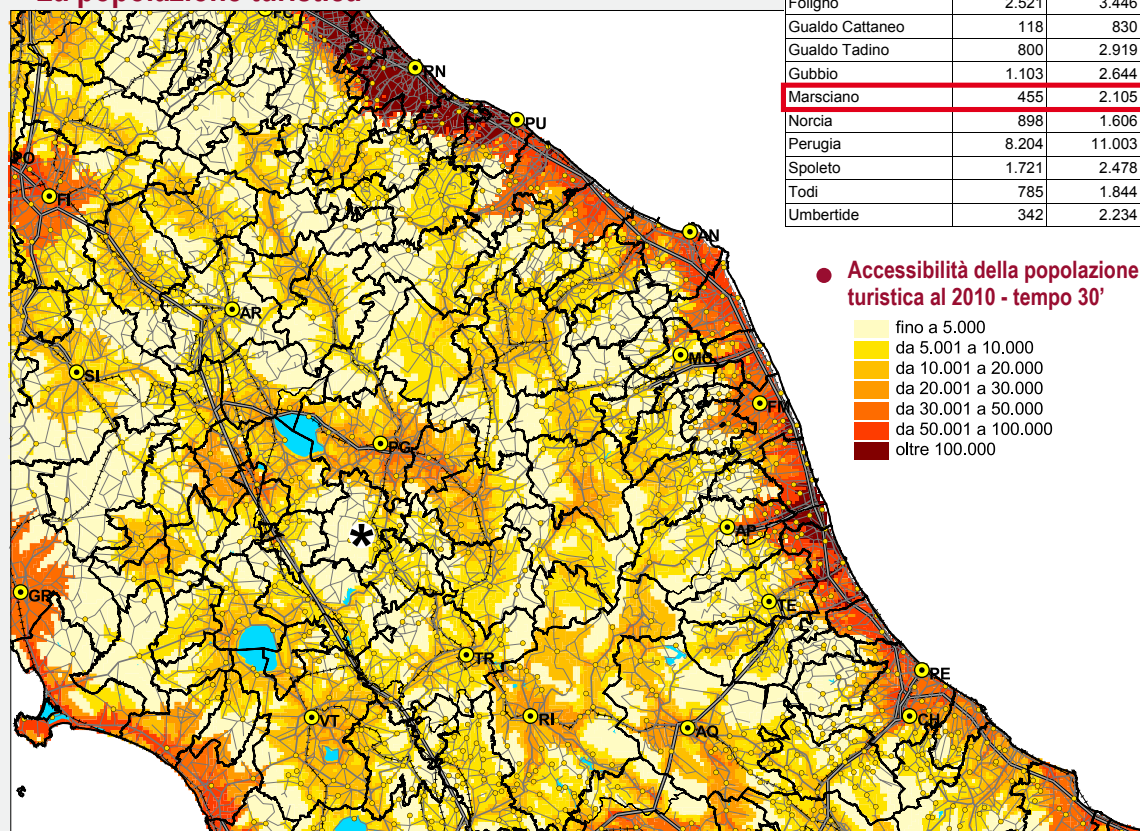 La popolazione turistica
Foligno 2.521 3.446
Gualdo Cattaneo 118 830
Gualdo Tadino 800 2.919
Gubbio 1.103 2.644
Marsciano 455 2.105
Norcia 898 1.606
Perugia 8.204 11.003
Spoleto 1.721 2.478
Todi 785 1.844
Umbertide 342 2.234
Accessibilità della popolazione
turistica al 2010 - tempo 30'
fino a 5.000
da 5.001 a 10.000
da 10.001 a 20.000
da 20.001 a 30.000
da 30.001 a 50.000
da 50.001 a 100.000
oltre 100.000
RN
PU
PO
FI
AN
AR
MC
SI
FM
PG
AP
*
GR
TE
TR
PE
VT
RI
AQ
CH